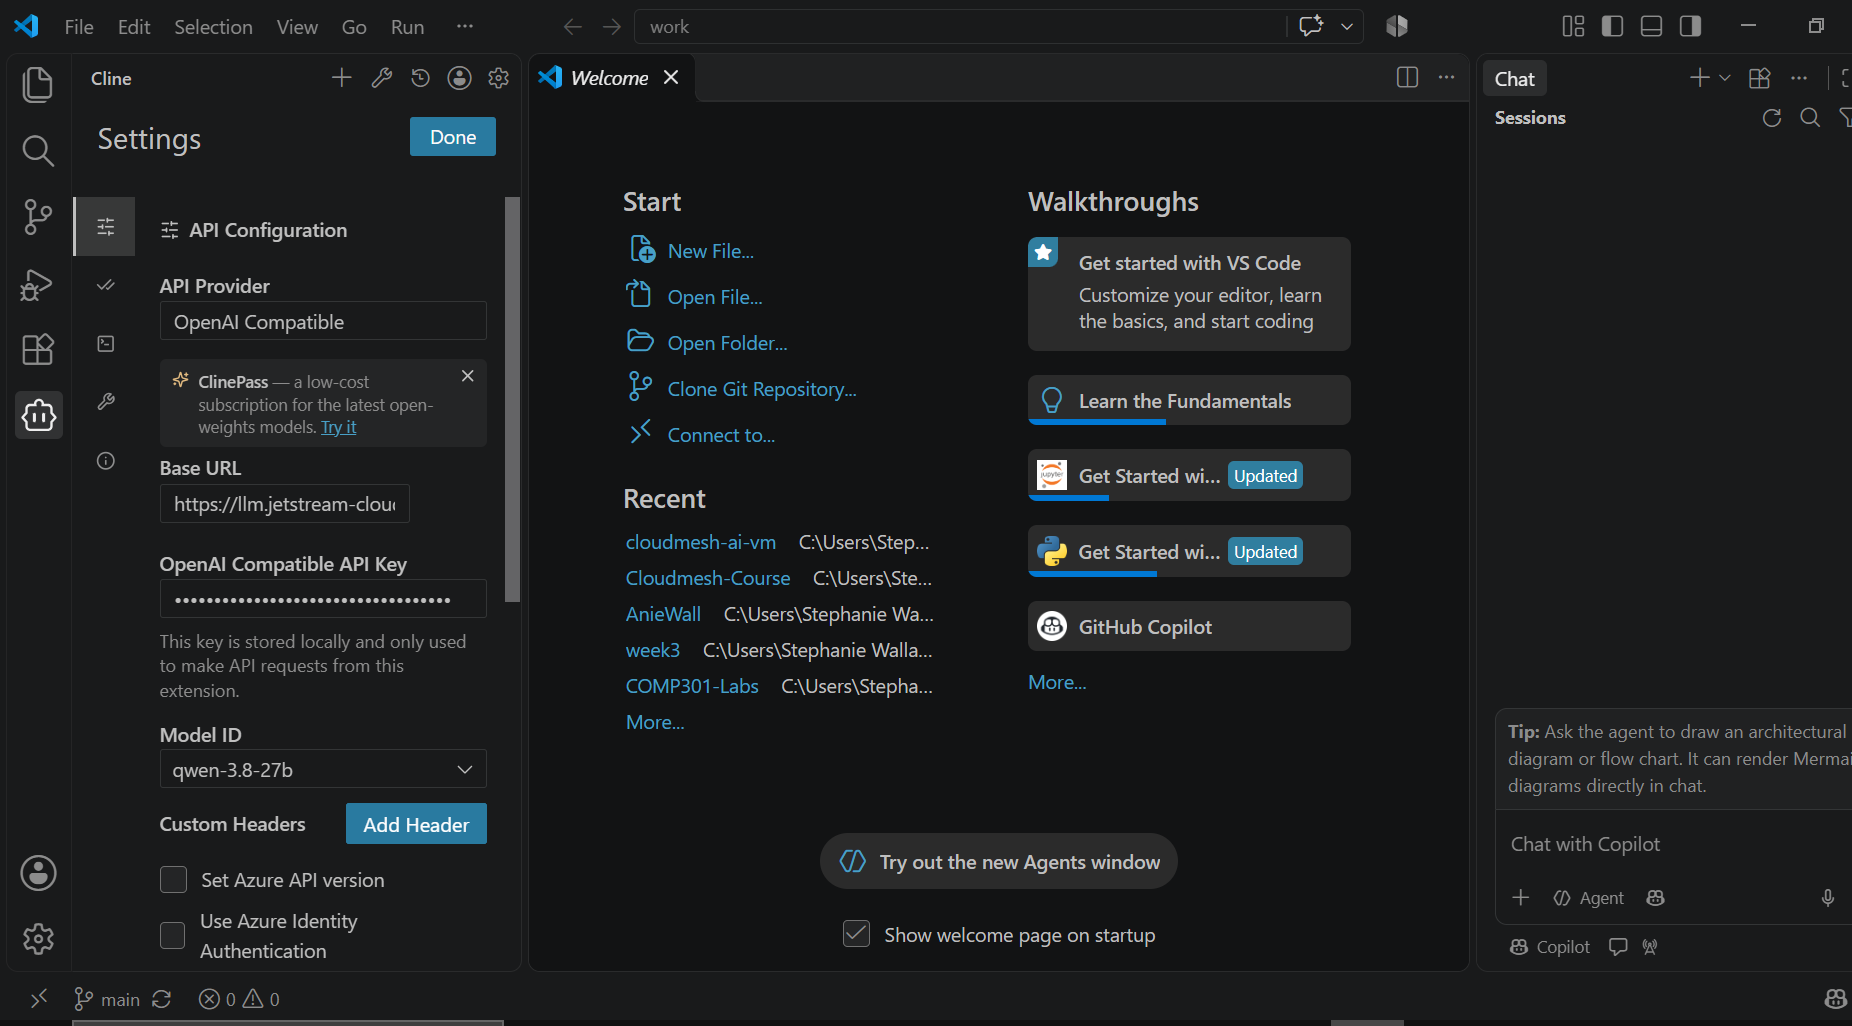 File Edit Selection View Go Run ···
work
Cline
Settings
Done
API Configuration
API Provider
OpenAI Compatible
ClinePass — a low-cost
subscription for the latest open-
weights models. Try it
Base URL
https://llm.jetstream-clou
OpenAI Compatible API Key
••••••••••••••••••••••••••••••••••••
This key is stored locally and only used
to make API requests from this
extension.
Model ID
qwen-3.8-27b
Custom Headers
Add Header
Set Azure API version
Use Azure Identity
Authentication
Welcome
Start
New File...
Open File...
Open Folder...
Clone Git Repository...
Connect to...
Recent
cloudmesh-ai-vm C:\Users\Step...
Cloudmesh-Course C:\Users\Ste...
AnieWall C:\Users\Stephanie Wa...
week3 C:\Users\Stephanie Walla...
COMP301-Labs C:\Users\Stepha...
More...
Walkthroughs
Get started with VS Code
Customize your editor, learn
the basics, and start coding
Learn the Fundamentals
jupyter
Get Started wi... Updated
Get Started wi... Updated
GitHub Copilot
More...
Try out the new Agents window
Show welcome page on startup
Chat
Sessions
Tip: Ask the agent to draw an architectural
diagram or flow chart. It can render Mermai
diagrams directly in chat.
Chat with Copilot
Agent
Copilot
main 0 0